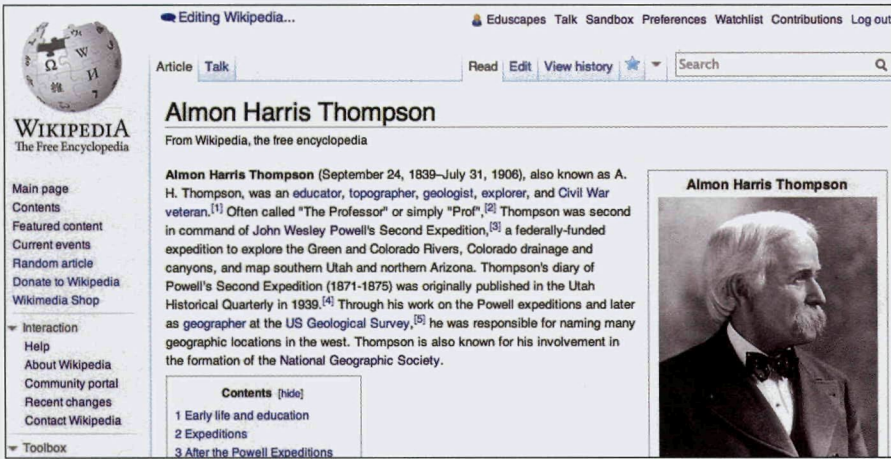 Editing Wikipedia...
Eduscapes Talk Sandbox Preferences Watchlist Contributions Log out
Article Talk
Read Edit View history
Search
WIKIPEDIA
The Free Encyclopedia
Main page
Contents
Featured content
Current events
Random article
Donate to Wikipedia
Wikimedia Shop
Interaction
Help
About Wikipedia
Community portal
Recent changes
Contact Wikipedia
Toolbox
Almon Harris Thompson
From Wikipedia, the free encyclopedia
Almon Harris Thompson (September 24, 1839–July 31, 1906), also known as A.
H. Thompson, was an educator, topographer, geologist, explorer, and Civil War
veteran.[1] Often called "The Professor" or simply "Prof",[2] Thompson was second
in command of John Wesley Powell's Second Expedition,[3] a federally-funded
expedition to explore the Green and Colorado Rivers, Colorado drainage and
canyons, and map southern Utah and northern Arizona. Thompson's diary of
Powell's Second Expedition (1871-1875) was originally published in the Utah
Historical Quarterly in 1939.[4] Through his work on the Powell expeditions and later
as geographer at the US Geological Survey,[5] he was responsible for naming many
geographic locations in the west. Thompson is also known for his involvement in
the formation of the National Geographic Society.
Contents [hide]
1 Early life and education
2 Expeditions
3 After the Powell Expeditions
Almon Harris Thompson